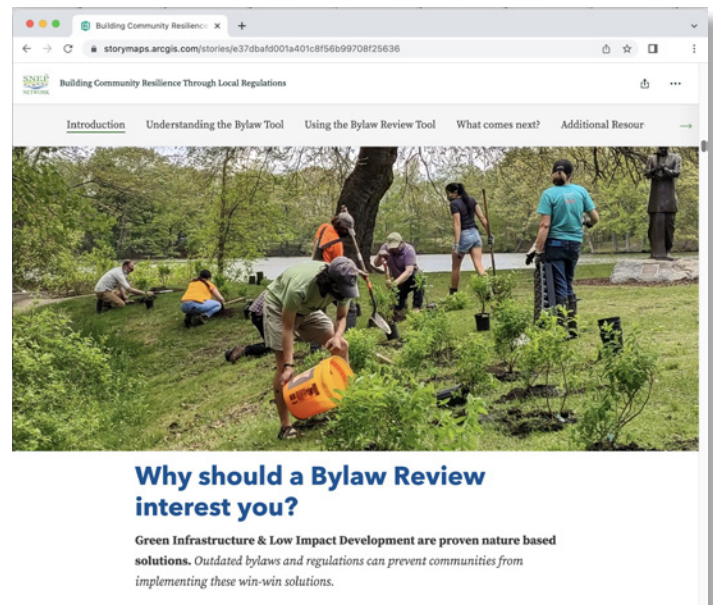 Building Community Resilience
storymaps.arcgis.com/stories/e37dbafd001a401c8f56b99708f25636
SNEP
NETWORK
Building Community Resilience Through Local Regulations
Introduction Understanding the Bylaw Tool Using the Bylaw Review Tool What comes next? Additional Resour
Why should a Bylaw Review
interest you?
Green Infrastructure & Low Impact Development are proven nature based
solutions. Outdated bylaws and regulations can prevent communities from
implementing these win-win solutions.